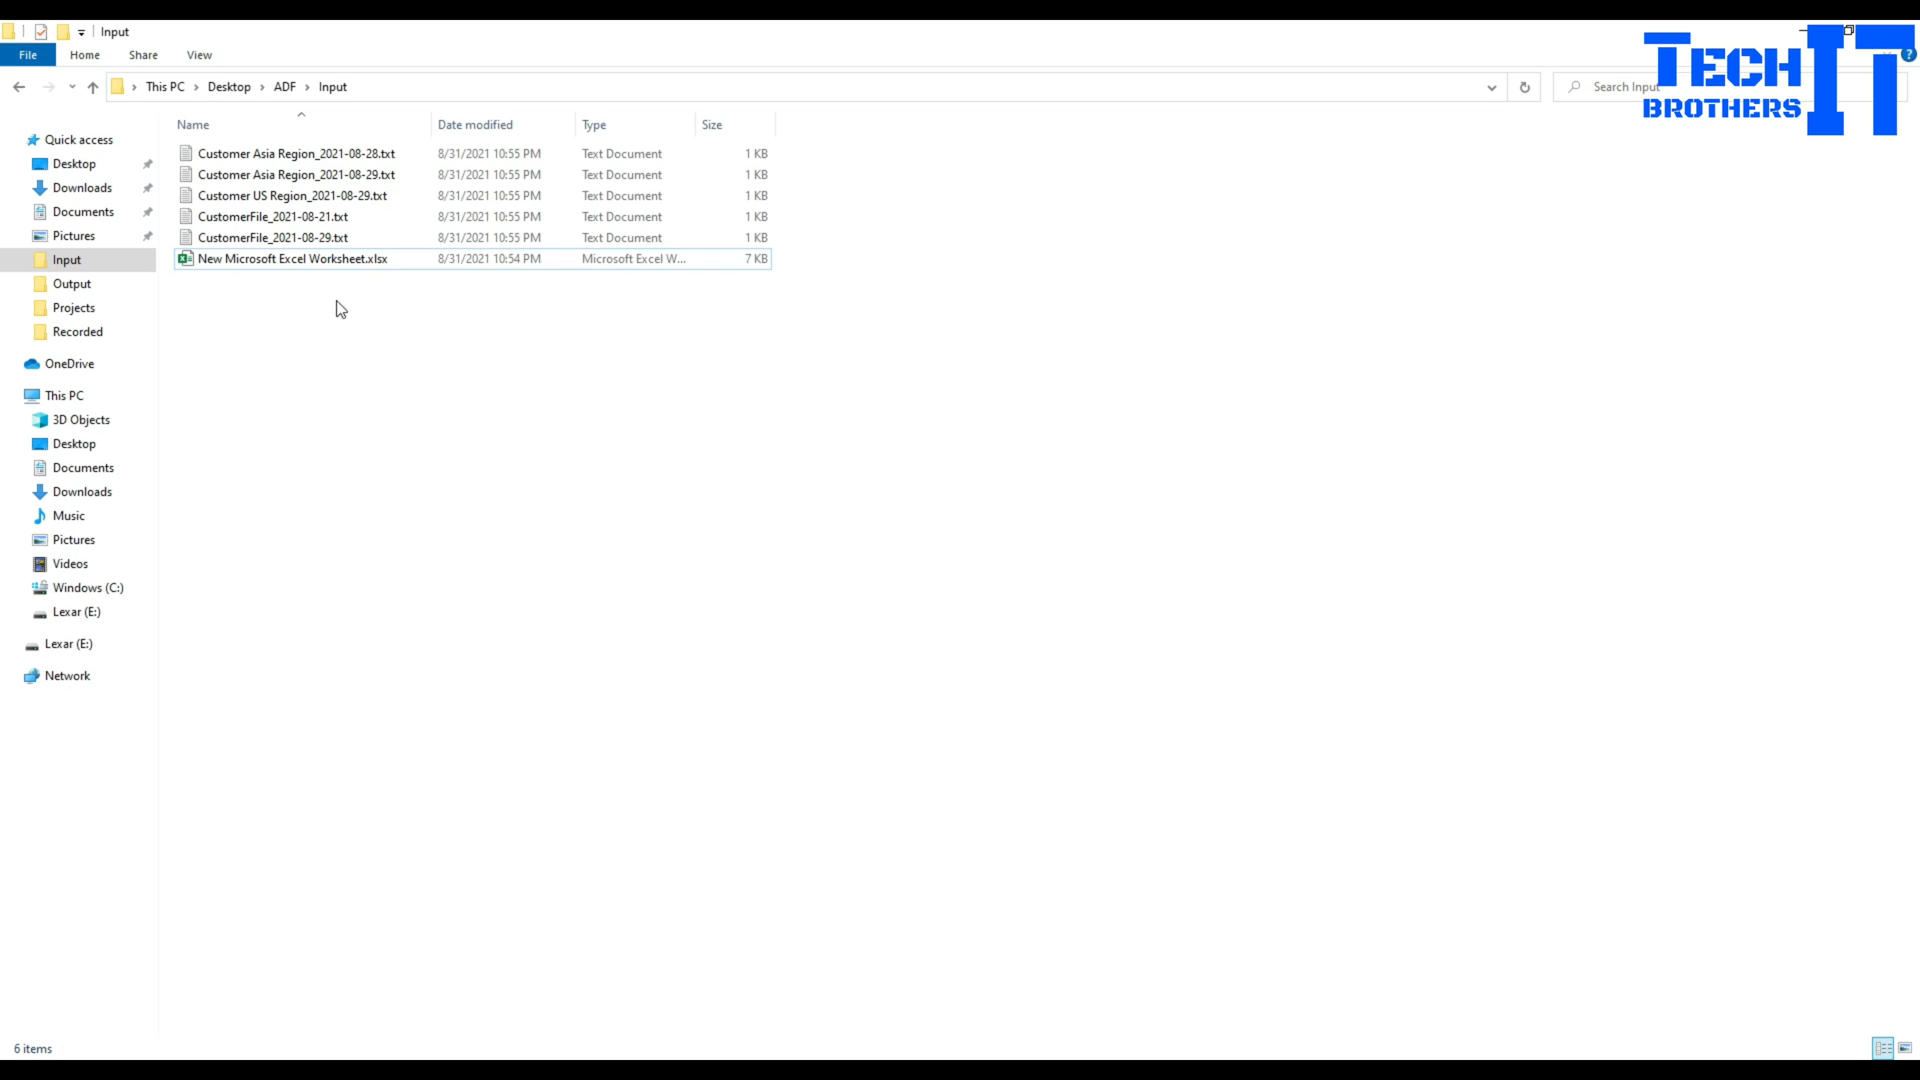 Input
File Home Share View
This PC Desktop ADF Input Search Input
TECH IT
BROTHERS
?
Name Date modified Type Size
Customer Asia Region_2021-08-28.txt 8/31/2021 10:55 PM Text Document 1 KB
Customer Asia Region_2021-08-29.txt 8/31/2021 10:55 PM Text Document 1 KB
Customer US Region_2021-08-29.txt 8/31/2021 10:55 PM Text Document 1 KB
CustomerFile_2021-08-21.txt 8/31/2021 10:55 PM Text Document 1 KB
CustomerFile_2021-08-29.txt 8/31/2021 10:55 PM Text Document 1 KB
New Microsoft Excel Worksheet.xlsx 8/31/2021 10:54 PM Microsoft Excel W... 7 KB
Quick access
Desktop
Downloads
Documents
Pictures
Input
Output
Projects
Recorded
OneDrive
This PC
3D Objects
Desktop
Documents
Downloads
Music
Pictures
Videos
Windows (C:)
Lexar (E:)
Lexar (E:)
Network
6 items